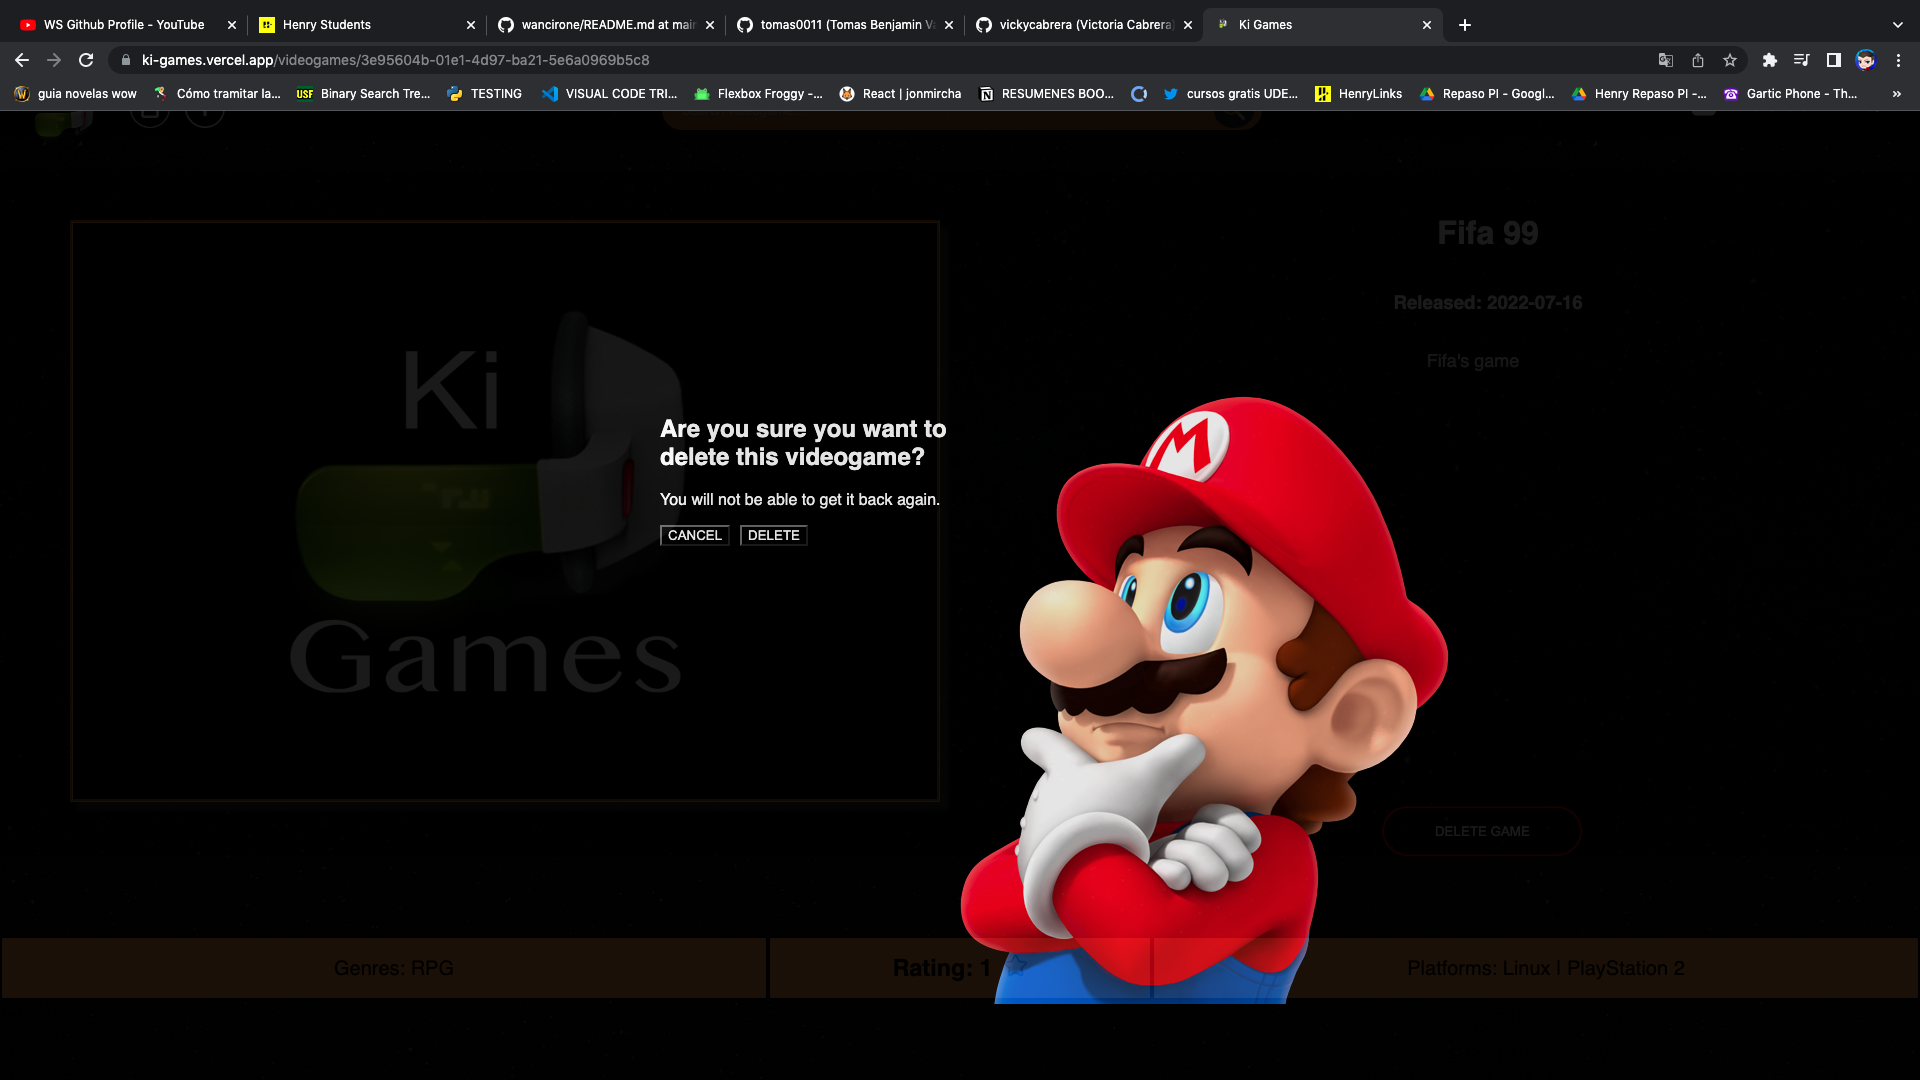 WS Github Profile - YouTube
Henry Students
wancirone/README.md at mai
tomas0011 (Tomas Benjamin V
vickycabrera (Victoria Cabrera
Ki Games
ki-games.vercel.app/videogames/3e95604b-01e1-4d97-ba21-5e6a0969b5c8
guia novelas wow
Cómo tramitar la...
USF Binary Search Tre...
TESTING
VISUAL CODE TRI...
Flexbox Froggy -...
React | jonmircha
RESUMENES BOO...
cursos gratis UDE...
HenryLinks
Repaso PI - Googl...
Henry Repaso PI -...
Gartic Phone - Th...
»
Fifa 99
Released: 2022-07-16
Fifa's game
Ki
Games
Are you sure you want to
delete this videogame?
You will not be able to get it back again.
CANCEL DELETE
M
DELETE GAME
Genres: RPG
Rating: 1
Platforms: Linux | PlayStation 2